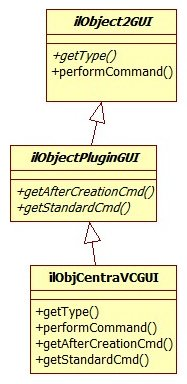 ilObject2GUI
+getType()
+performCommand()
ilObjectPluginGUI
+getAfterCreationCmd()
+getStandardCmd()
ilObjCentraVCGUI
+getType()
+performCommand()
+getAfterCreationCmd()
+getStandardCmd()